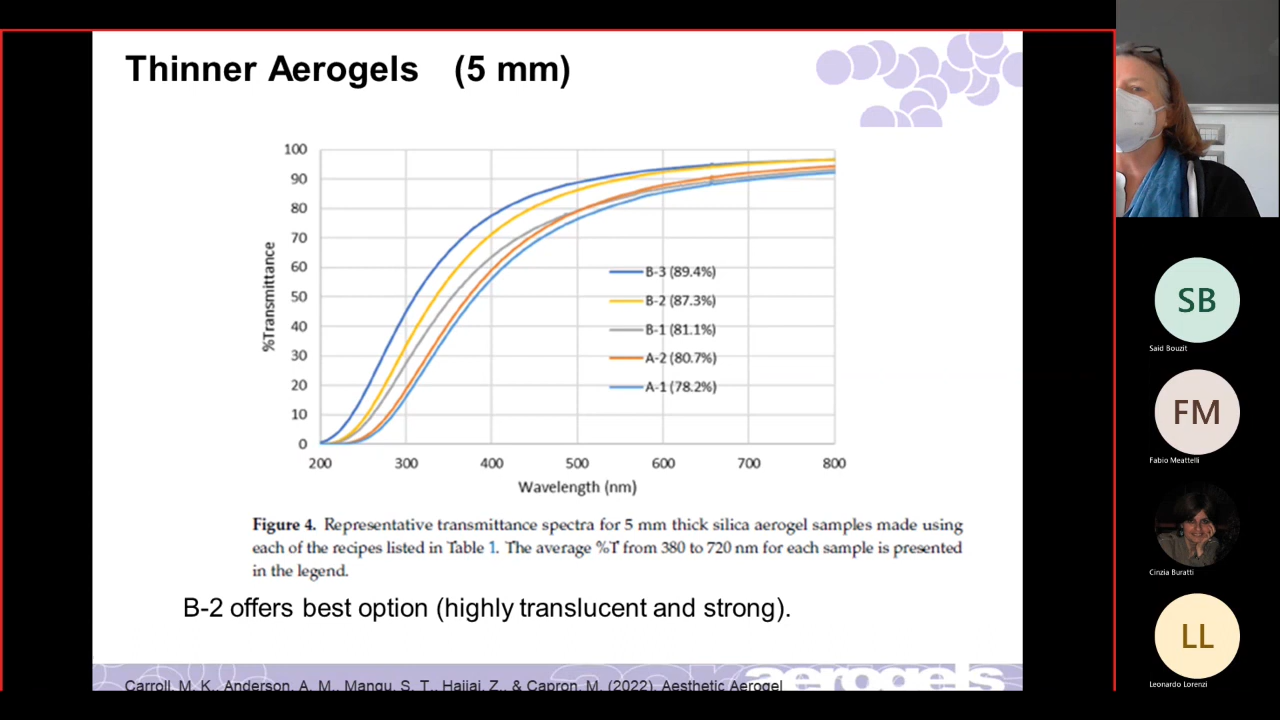 Thinner Aerogels (5 mm)
100
90
80
70
60
50
40
30
20
10
0
%Transmittance
200 300 400 500 600 700 800
Wavelength (nm)
B-3 (89.4%)
B-2 (87.3%)
B-1 (81.1%)
A-2 (80.7%)
A-1 (78.2%)
Figure 4. Representative transmittance spectra for 5 mm thick silica aerogel samples made using
each of the recipes listed in Table 1. The average %T from 380 to 720 nm for each sample is presented
in the legend.
B-2 offers best option (highly translucent and strong).
aerogels
Carroll, M. K., Anderson, A. M., Mangu, S. T., Hajjaj, Z., & Capron, M. (2022). Aesthetic Aerogel
SB
Said Bouzit
FM
Fabio Meattelli
Cinzia Buratti
LL
Leonardo Lorenzi